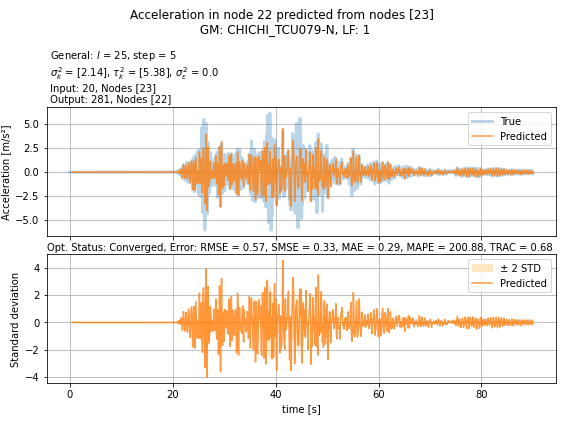 Acceleration in node 22 predicted from nodes [23]
GM: CHICHI_TCU079-N, LF: 1
General: l = 25, step = 5
σ²ₖ = [2.14], τ²ₖ = [5.38], σ²ε = 0.0
Input: 20, Nodes [23]
Output: 281, Nodes [22]
Acceleration [m/s²]
5.0
2.5
0.0
−2.5
−5.0
True
Predicted
Opt. Status: Converged, Error: RMSE = 0.57, SMSE = 0.33, MAE = 0.29, MAPE = 200.88, TRAC = 0.68
Standard deviation
4
2
0
−2
−4
± 2 STD
Predicted
0 20 40 60 80
time [s]